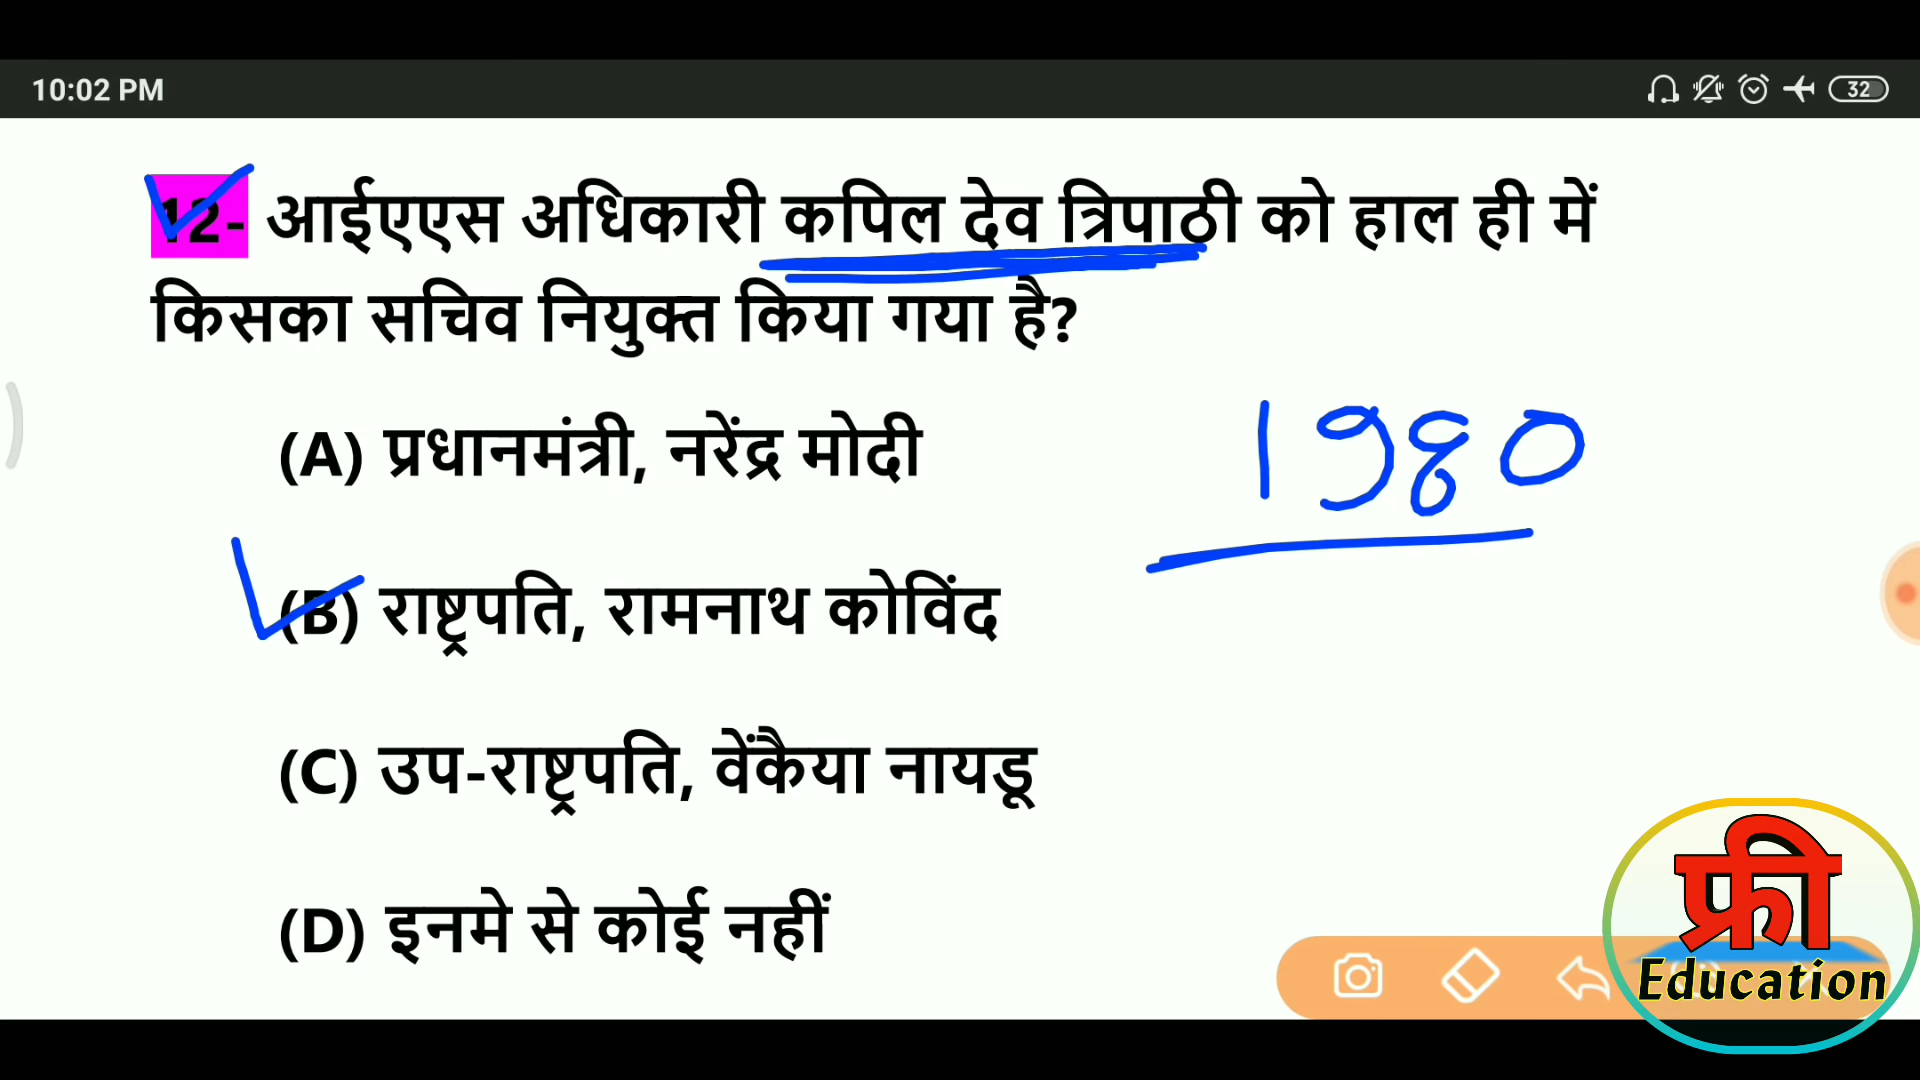 10:02 PM
32
12- आईएएस अधिकारी कपिल देव त्रिपाठी को हाल ही में
किसका सचिव नियुक्त किया गया है?
(A) प्रधानमंत्री, नरेंद्र मोदी
1980
(B) राष्ट्रपति, रामनाथ कोविंद
(C) उप-राष्ट्रपति, वेंकैया नायडू
(D) इनमे से कोई नहीं
फ्री
Education